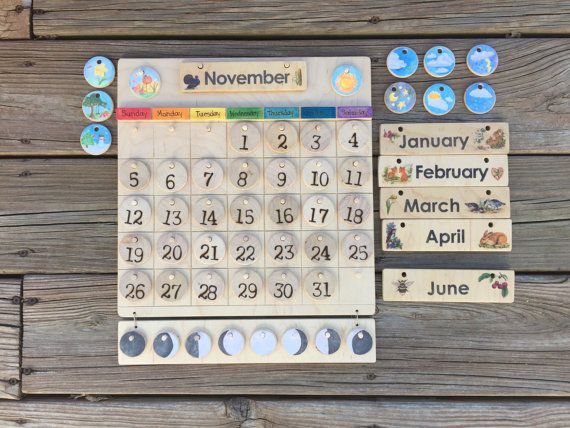 November
Sunday Monday Tuesday Wednesday Thursday Friday Saturday
1 2 3 4
5 6 7 8 9 10 11
12 13 14 15 16 17 18
19 20 21 22 23 24 25
26 27 28 29 30 31
January
February
March
April
June